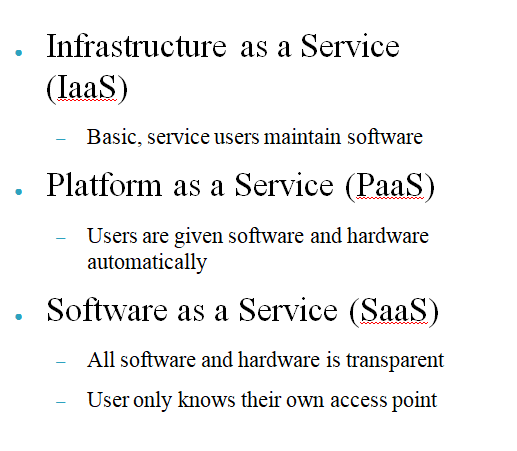 • Infrastructure as a Service
(IaaS)
– Basic, service users maintain software
• Platform as a Service (PaaS)
– Users are given software and hardware
automatically
• Software as a Service (SaaS)
– All software and hardware is transparent
– User only knows their own access point